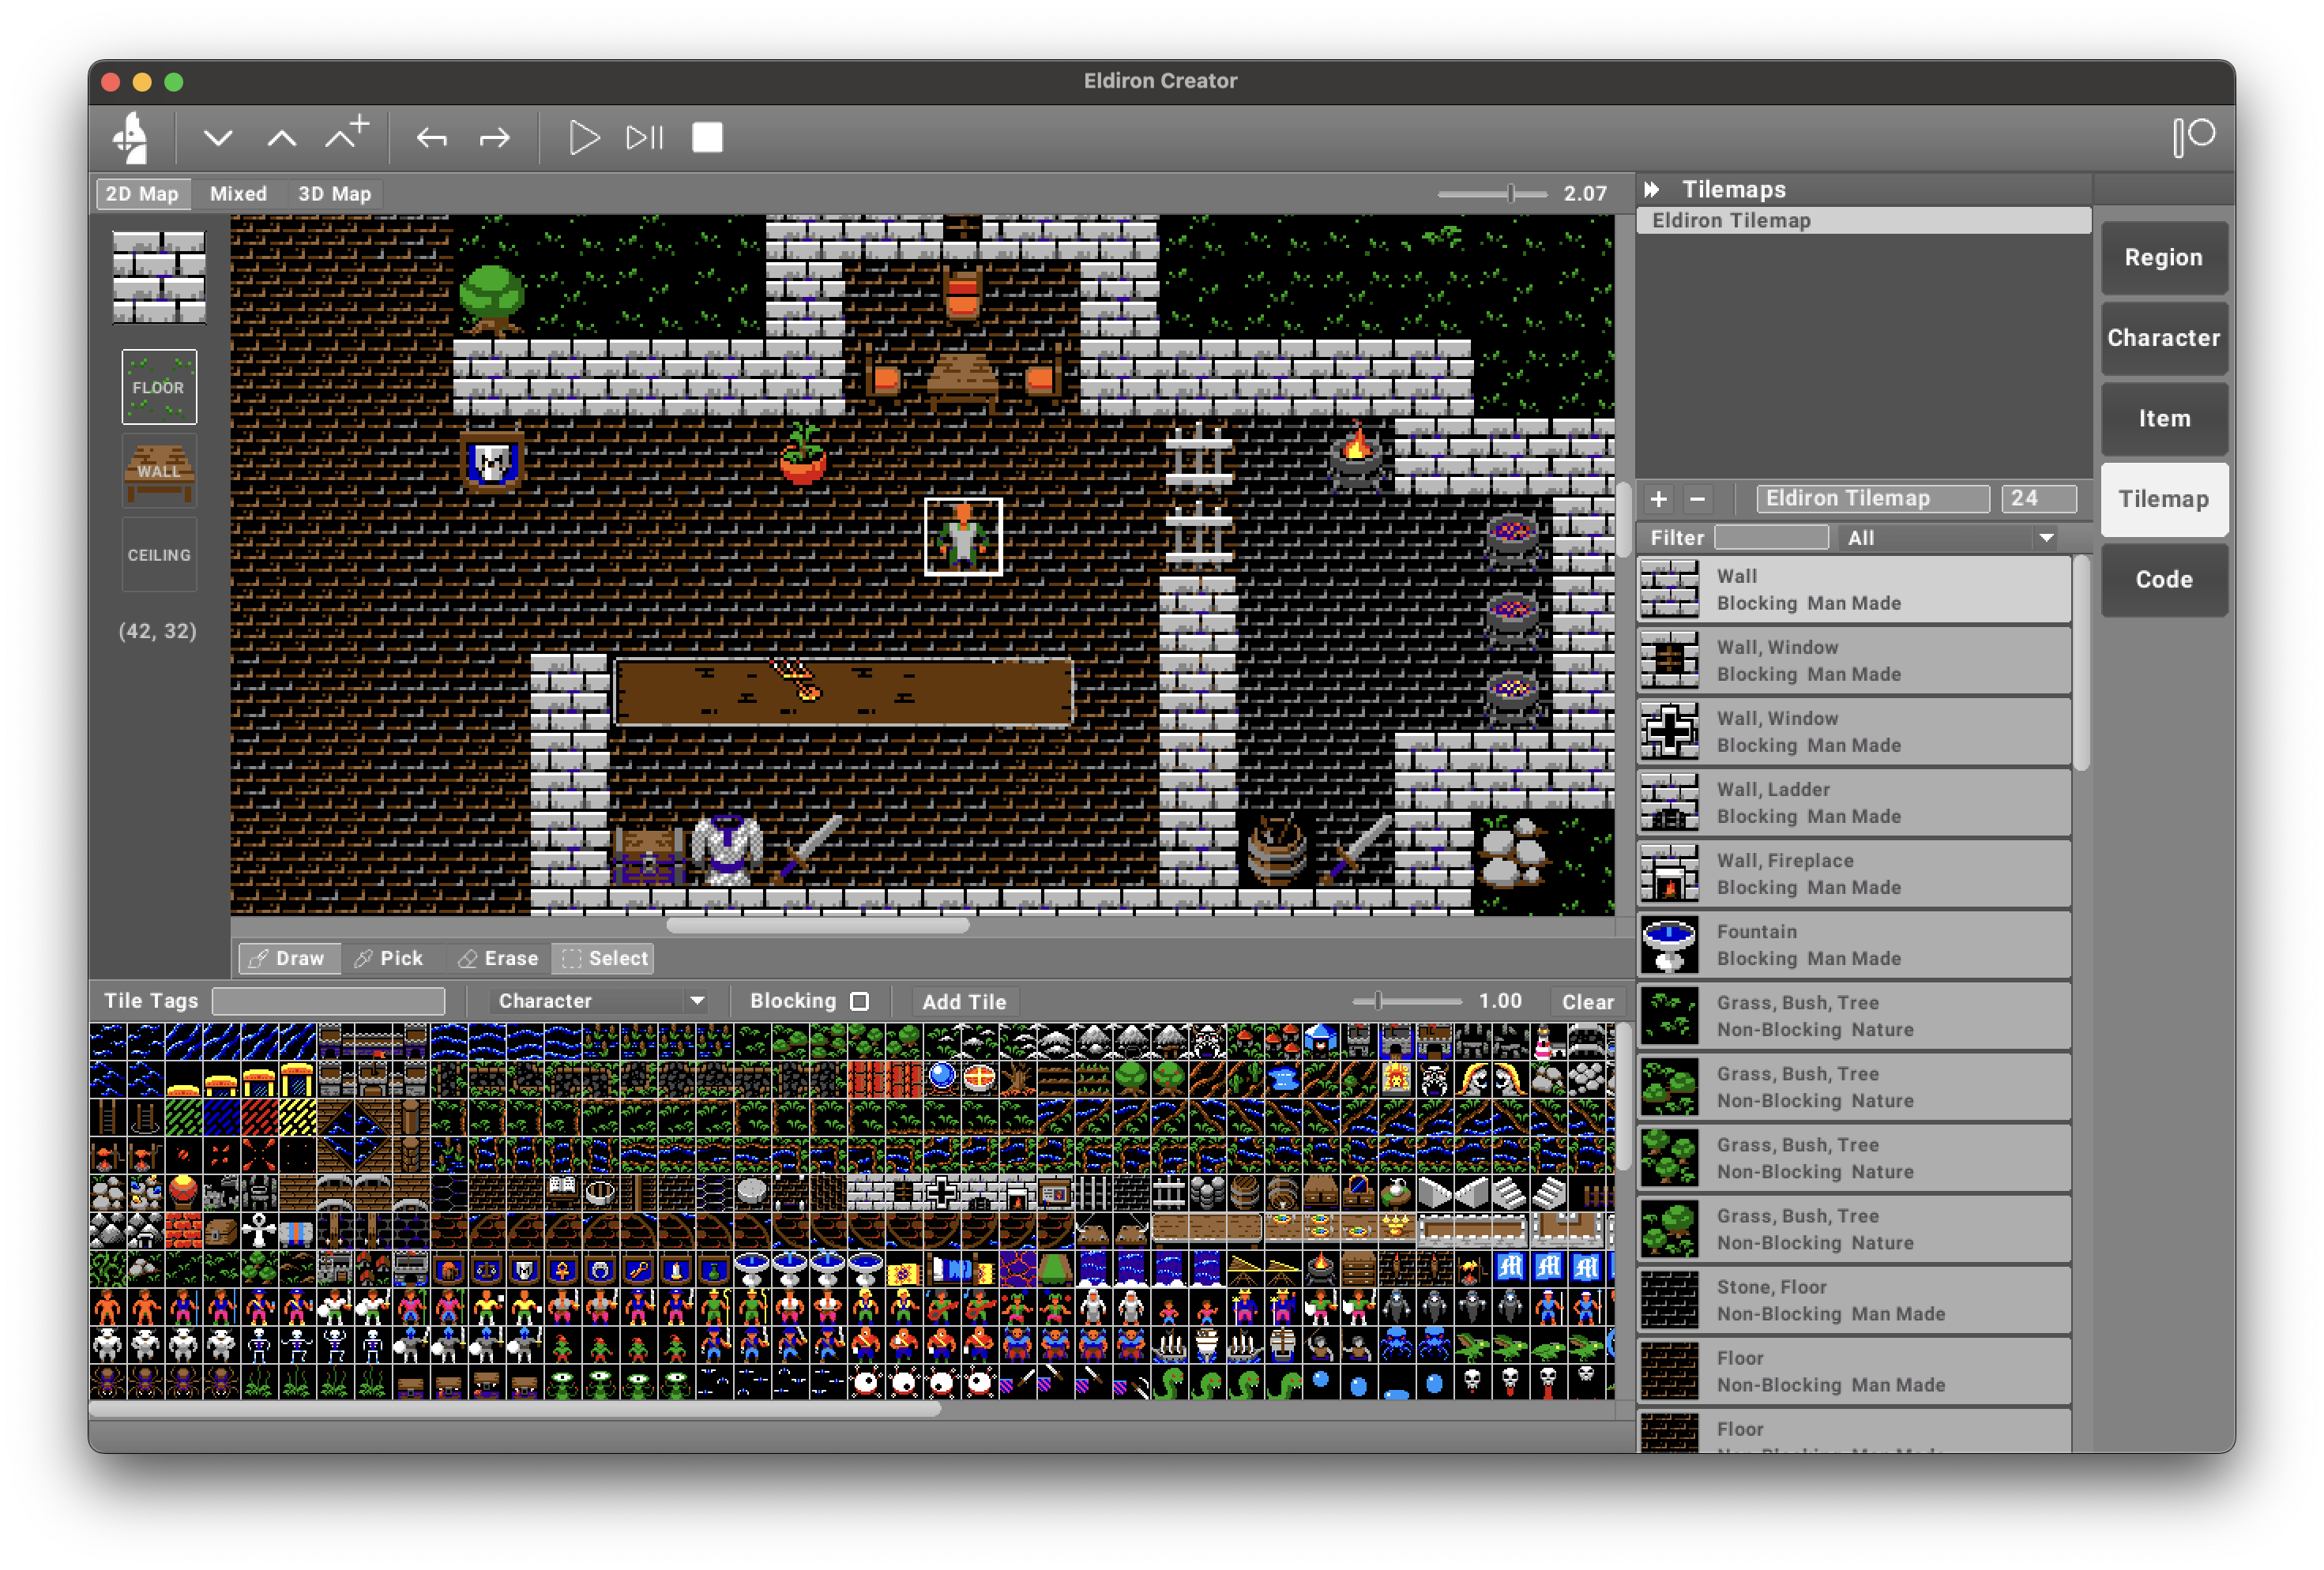 Eldiron Creator
2D Map Mixed 3D Map 2.07
FLOOR
WALL
CEILING
(42, 32)
Draw Pick Erase Select
Tile Tags Character Blocking Add Tile 1.00 Clear
Tilemaps
Eldiron Tilemap
+ − Eldiron Tilemap 24
Filter All
Wall
Blocking Man Made
Wall, Window
Blocking Man Made
Wall, Window
Blocking Man Made
Wall, Ladder
Blocking Man Made
Wall, Fireplace
Blocking Man Made
Fountain
Blocking Man Made
Grass, Bush, Tree
Non-Blocking Nature
Grass, Bush, Tree
Non-Blocking Nature
Grass, Bush, Tree
Non-Blocking Nature
Grass, Bush, Tree
Non-Blocking Nature
Stone, Floor
Non-Blocking Man Made
Floor
Non-Blocking Man Made
Floor
Region
Character
Item
Tilemap
Code